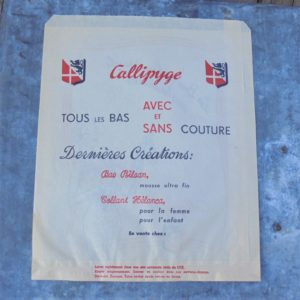 Callipyge
TOUS LES BAS AVEC ET SANS COUTURE
Dernières Créations:
Bas Rilsan,
mousse ultra fin
Collant Hélanca,
pour la femme
pour l'enfant
En vente chez: